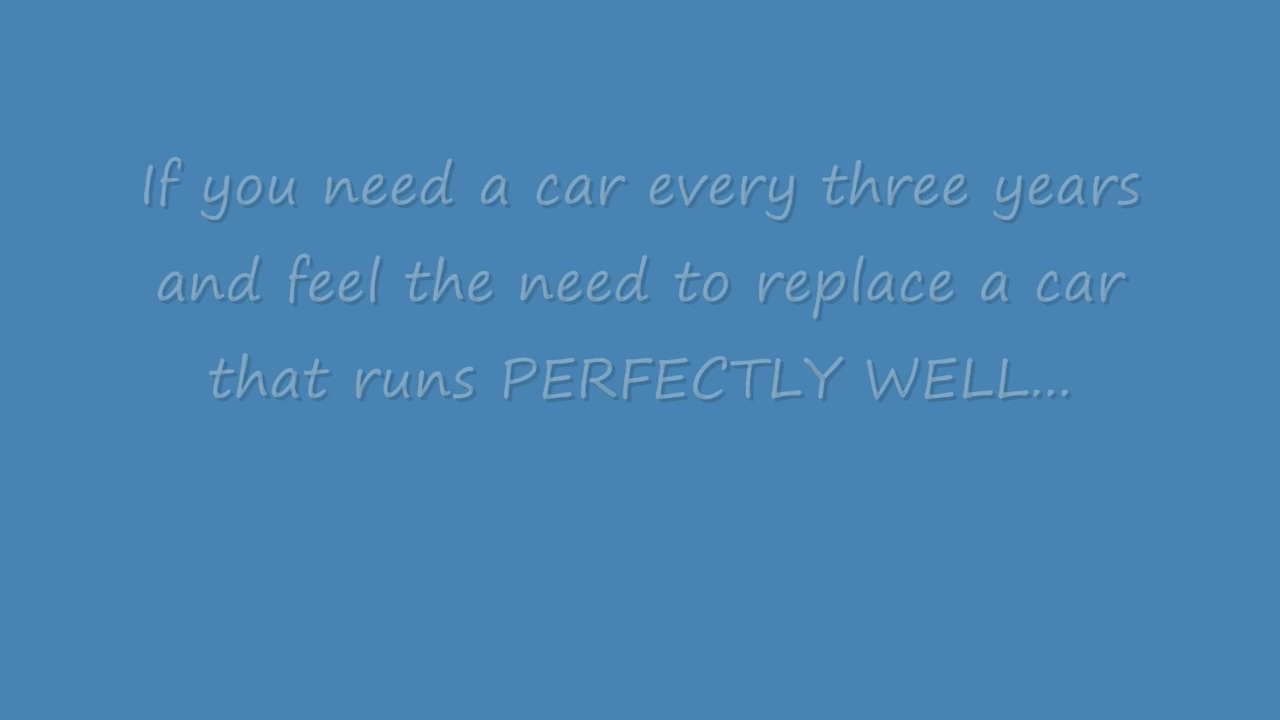 If you need a car every three years
and feel the need to replace a car
that runs PERFECTLY WELL...